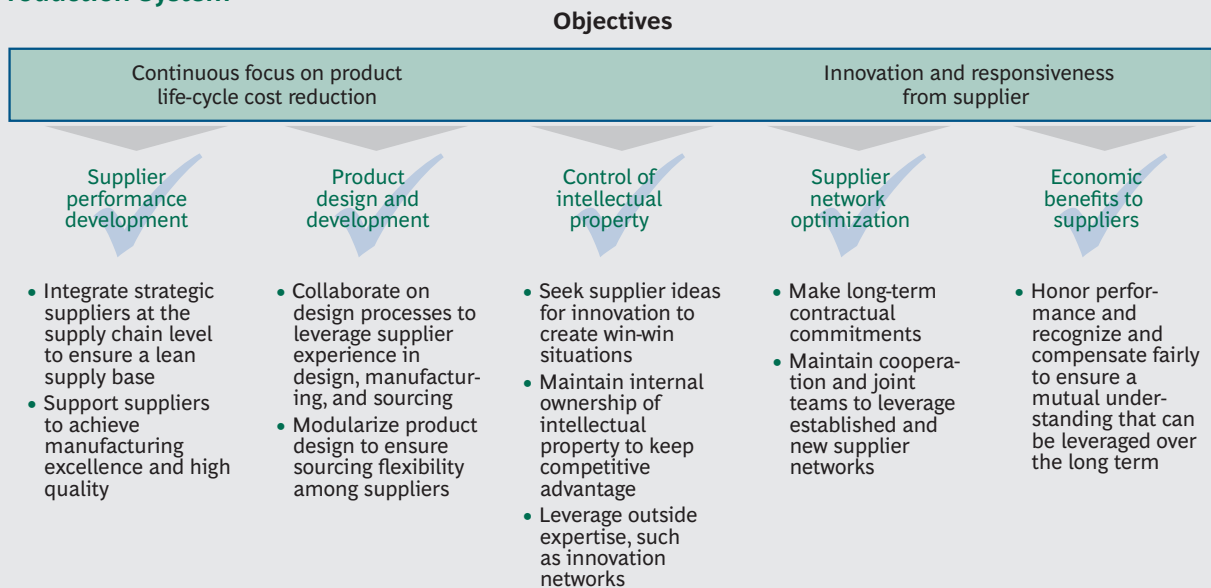 roduction System
Objectives
Continuous focus on product
life-cycle cost reduction
Innovation and responsiveness
from supplier
Supplier
performance
development
Product
design and
development
Control of
intellectual
property
Supplier
network
optimization
Economic
benefits to
suppliers
• Integrate strategic
suppliers at the
supply chain level
to ensure a lean
supply base
• Support suppliers
to achieve
manufacturing
excellence and high
quality
• Collaborate on
design processes to
leverage supplier
experience in
design, manufactur-
ing, and sourcing
• Modularize product
design to ensure
sourcing flexibility
among suppliers
• Seek supplier ideas
for innovation to
create win-win
situations
• Maintain internal
ownership of
intellectual
property to keep
competitive
advantage
• Leverage outside
expertise, such
as innovation
networks
• Make long-term
contractual
commitments
• Maintain coopera-
tion and joint
teams to leverage
established and
new supplier
networks
• Honor perfor-
mance and
recognize and
compensate fairly
to ensure a
mutual under-
standing that can
be leveraged over
the long term